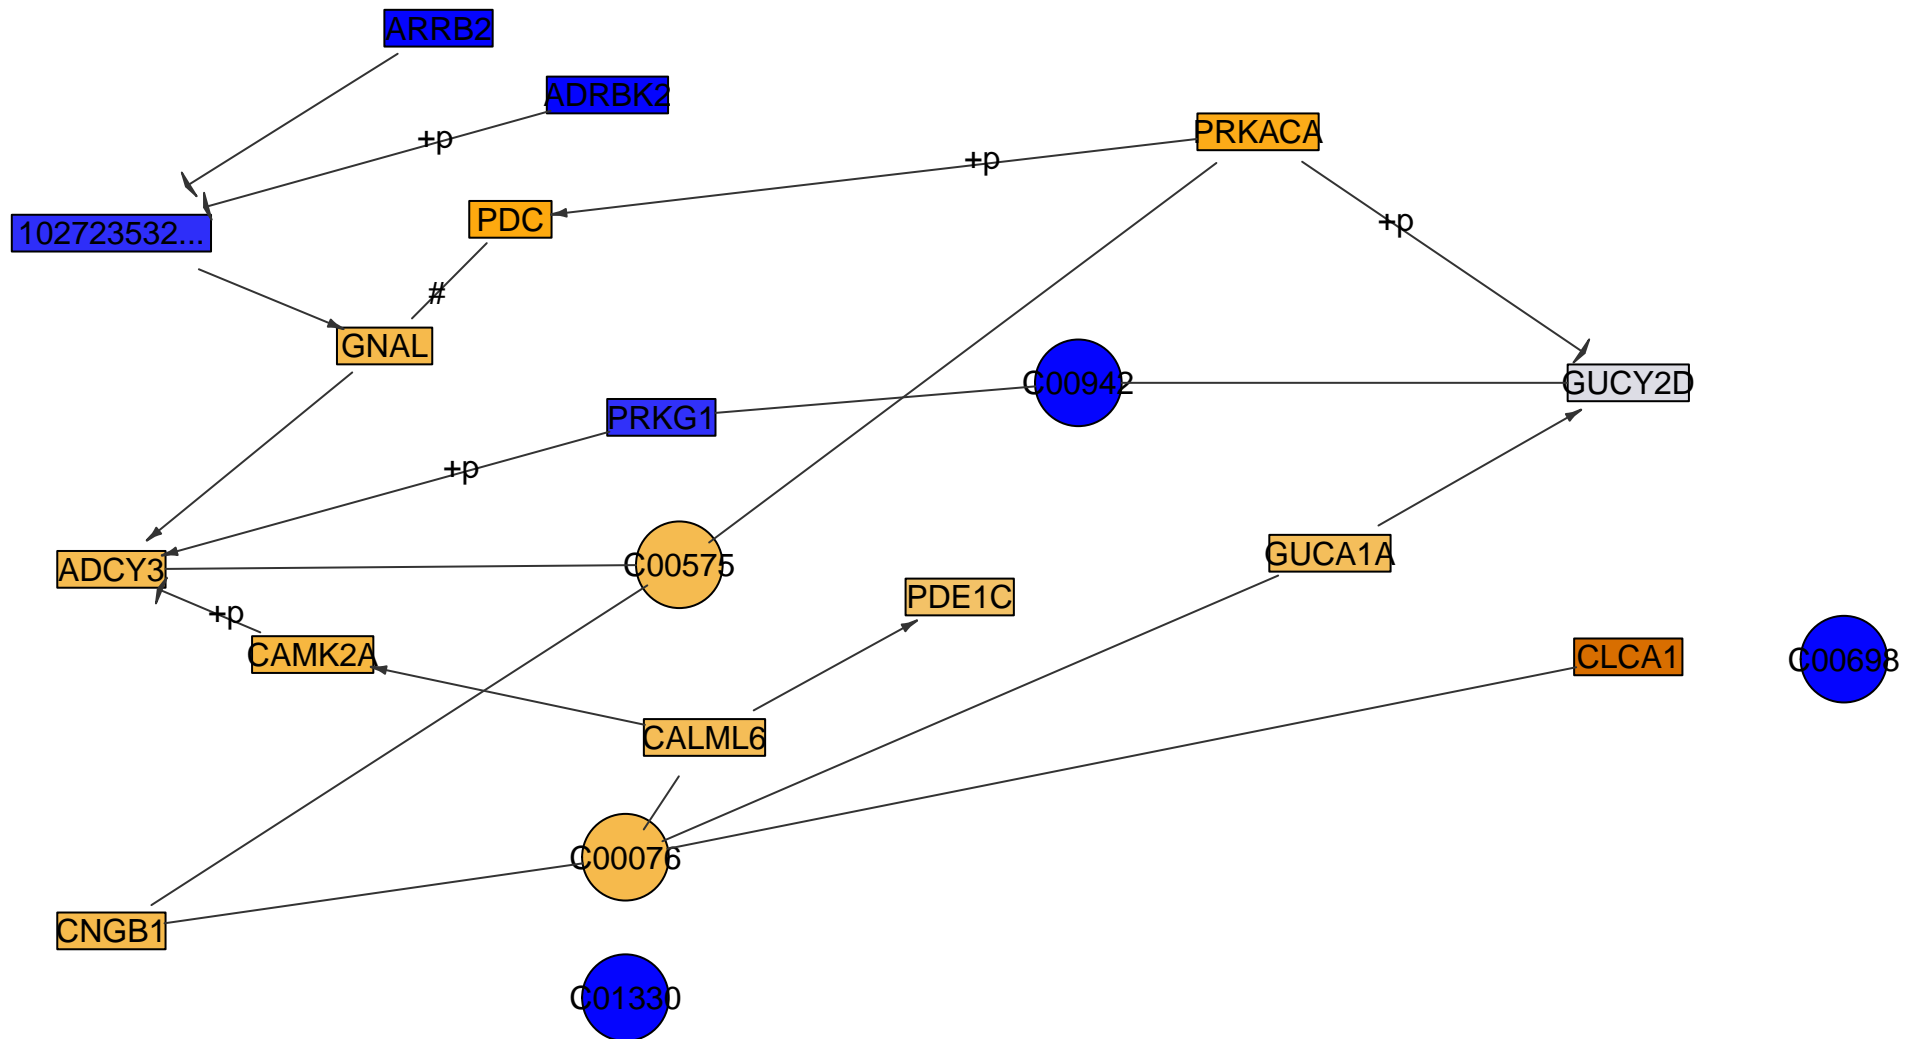 ARRB2
ADRBK2
+p
PRKACA
+p
PDC
102723532...
+p
#
GNAL
C00942
GUCY2D
PRKG1
+p
ADCY3
C00575
GUCA1A
PDE1C
+p
CAMK2A
CLCA1
C00698
CALML6
C00076
CNGB1
C01330